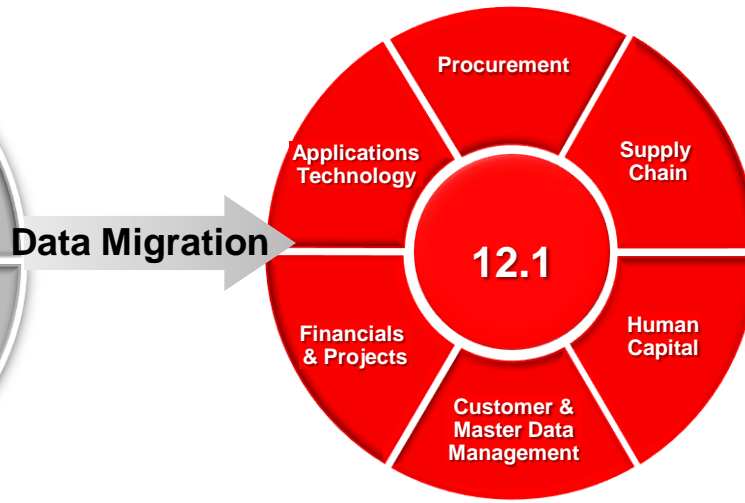 Procurement
Applications
Technology
Supply
Chain
Data Migration
12.1
Financials
& Projects
Human
Capital
Customer &
Master Data
Management